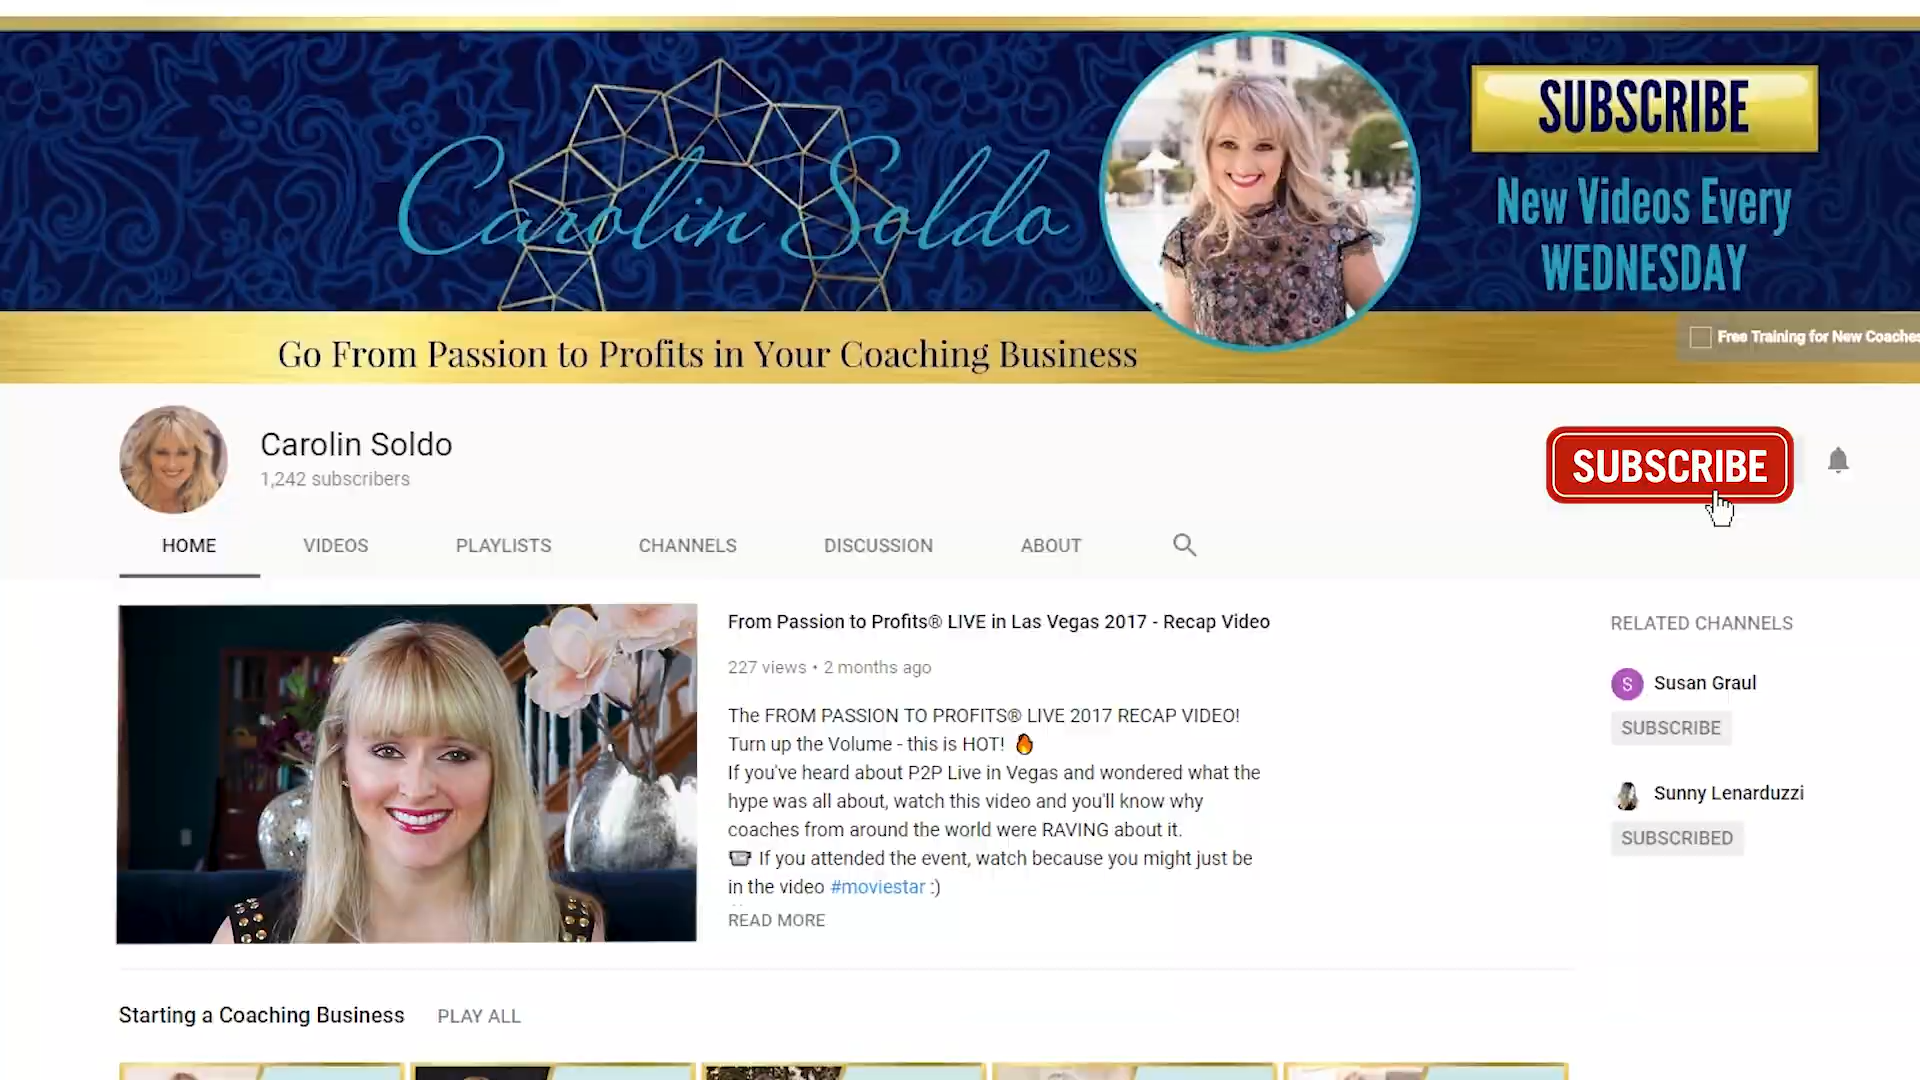 Carolin Soldo
SUBSCRIBE
New Videos Every
WEDNESDAY
Go From Passion to Profits in Your Coaching Business
Free Training for New Coaches
Carolin Soldo
1,242 subscribers
SUBSCRIBE
HOME
VIDEOS
PLAYLISTS
CHANNELS
DISCUSSION
ABOUT
From Passion to Profits® LIVE in Las Vegas 2017 - Recap Video
227 views • 2 months ago
The FROM PASSION TO PROFITS® LIVE 2017 RECAP VIDEO!
Turn up the Volume - this is HOT! 🔥
If you've heard about P2P Live in Vegas and wondered what the
hype was all about, watch this video and you'll know why
coaches from around the world were RAVING about it.
If you attended the event, watch because you might just be
in the video #moviestar :)
READ MORE
RELATED CHANNELS
S
Susan Graul
SUBSCRIBE
Sunny Lenarduzzi
SUBSCRIBED
Starting a Coaching Business
PLAY ALL